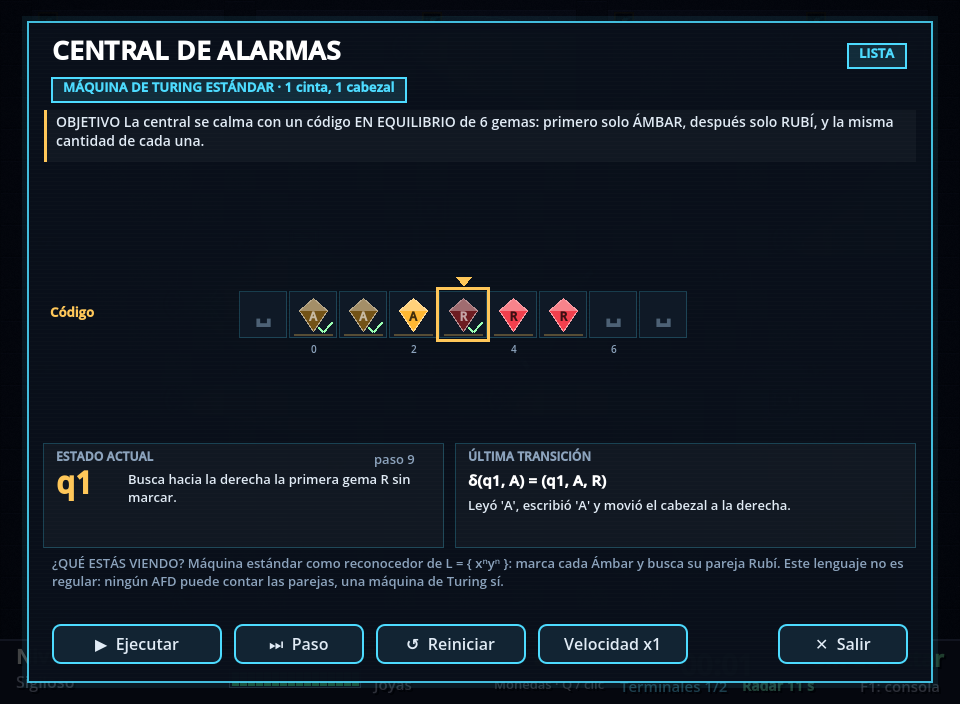 CENTRAL DE ALARMAS
LISTA
MÁQUINA DE TURING ESTÁNDAR · 1 cinta, 1 cabezal
OBJETIVO La central se calma con un código EN EQUILIBRIO de 6 gemas: primero solo ÁMBAR, después solo RUBÍ, y la misma
cantidad de cada una.
Código
␣ A A A R R R ␣ ␣
0 2 4 6
ESTADO ACTUAL
paso 9
q1
Busca hacia la derecha la primera gema R sin
marcar.
ÚLTIMA TRANSICIÓN
δ(q1, A) = (q1, A, R)
Leyó 'A', escribió 'A' y movió el cabezal a la derecha.
¿QUÉ ESTÁS VIENDO? Máquina estándar como reconocedor de L = { xⁿyⁿ }: marca cada Ámbar y busca su pareja Rubí. Este lenguaje no es
regular: ningún AFD puede contar las parejas, una máquina de Turing sí.
▶ Ejecutar
⏭ Paso
↺ Reiniciar
Velocidad x1
✕ Salir
Sigiloso
Joyas
Monedas · Q / clic
Terminales 1/2
Radar 11 s
F1: consola